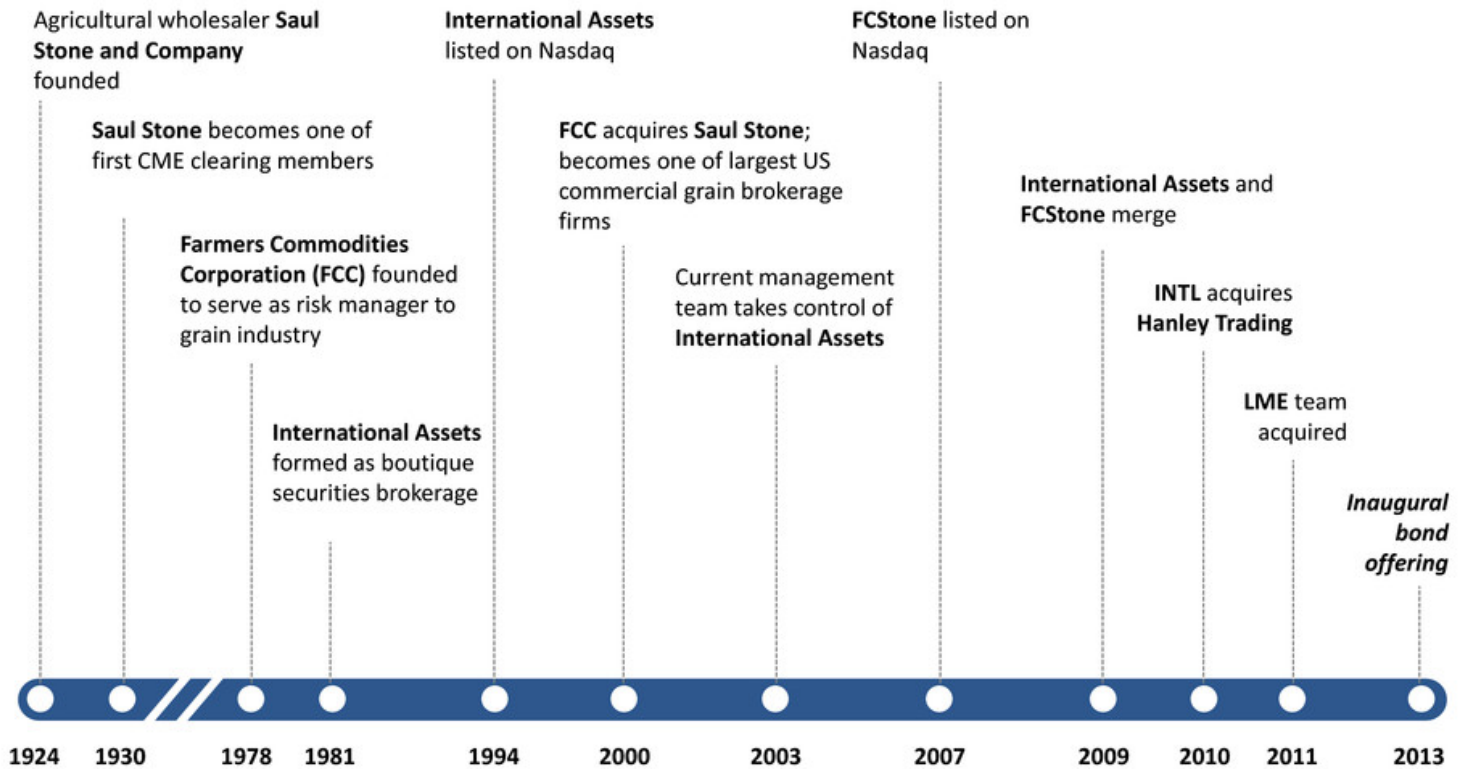 Agricultural wholesaler Saul
Stone and Company
founded
Saul Stone becomes one of
first CME clearing members
Farmers Commodities
Corporation (FCC) founded
to serve as risk manager to
grain industry
International Assets
formed as boutique
securities brokerage
International Assets
listed on Nasdaq
FCC acquires Saul Stone;
becomes one of largest US
commercial grain brokerage
firms
Current management
team takes control of
International Assets
FCStone listed on
Nasdaq
International Assets and
FCStone merge
INTL acquires
Hanley Trading
LME team
acquired
Inaugural
bond
offering
1924 1930 1978 1981 1994 2000 2003 2007 2009 2010 2011 2013